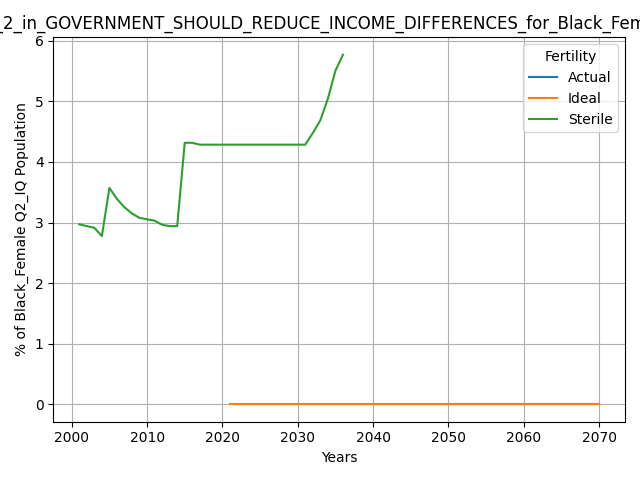 _2_in_GOVERNMENT_SHOULD_REDUCE_INCOME_DIFFERENCES_for_Black_Fem
6
5
4
3
2
1
0
% of Black_Female Q2_IQ Population
Fertility
Actual
Ideal
Sterile
2000 2010 2020 2030 2040 2050 2060 2070
Years